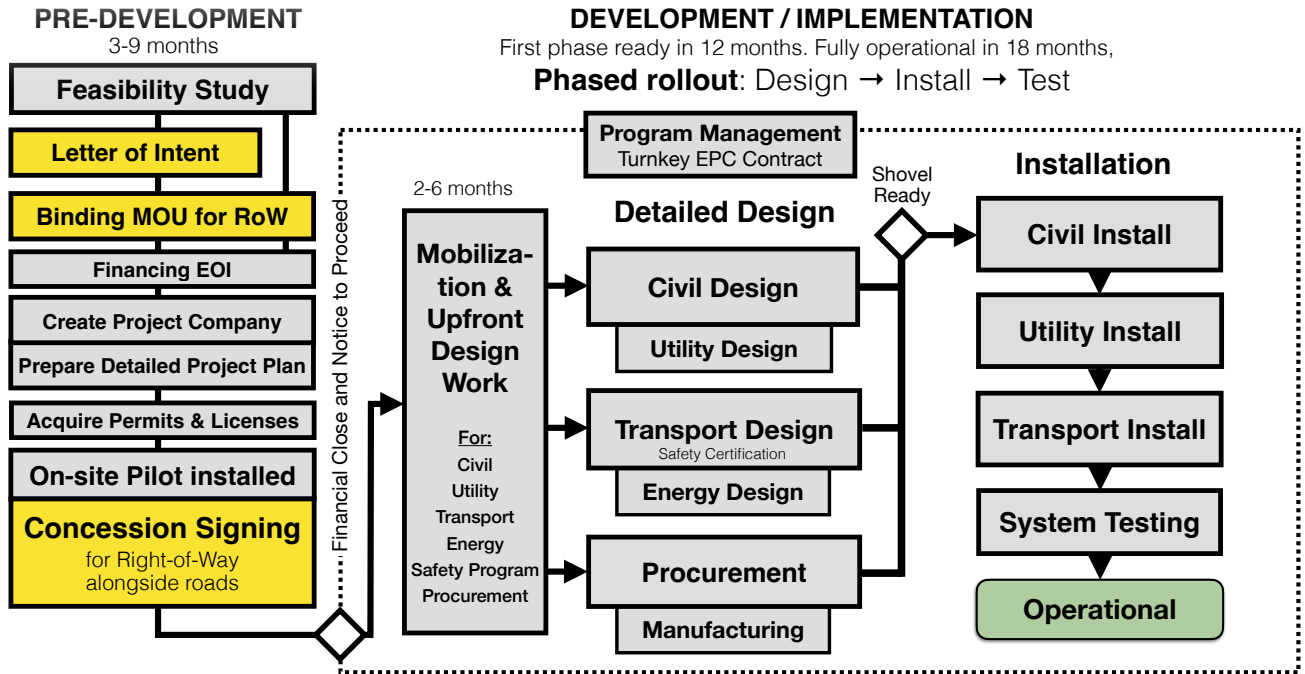 PRE-DEVELOPMENT
3-9 months
Feasibility Study
Letter of Intent
Binding MOU for RoW
Financing EOI
Create Project Company
Prepare Detailed Project Plan
Acquire Permits & Licenses
On-site Pilot installed
Concession Signing
for Right-of-Way
alongside roads
Financial Close and Notice to Proceed
DEVELOPMENT / IMPLEMENTATION
First phase ready in 12 months. Fully operational in 18 months,
Phased rollout: Design → Install → Test
Program Management
Turnkey EPC Contract
2-6 months
Mobiliza-
tion &
Upfront
Design
Work
For:
Civil
Utility
Transport
Energy
Safety Program
Procurement
Detailed Design
Civil Design
Utility Design
Transport Design
Safety Certification
Energy Design
Procurement
Manufacturing
Shovel
Ready
Installation
Civil Install
Utility Install
Transport Install
System Testing
Operational